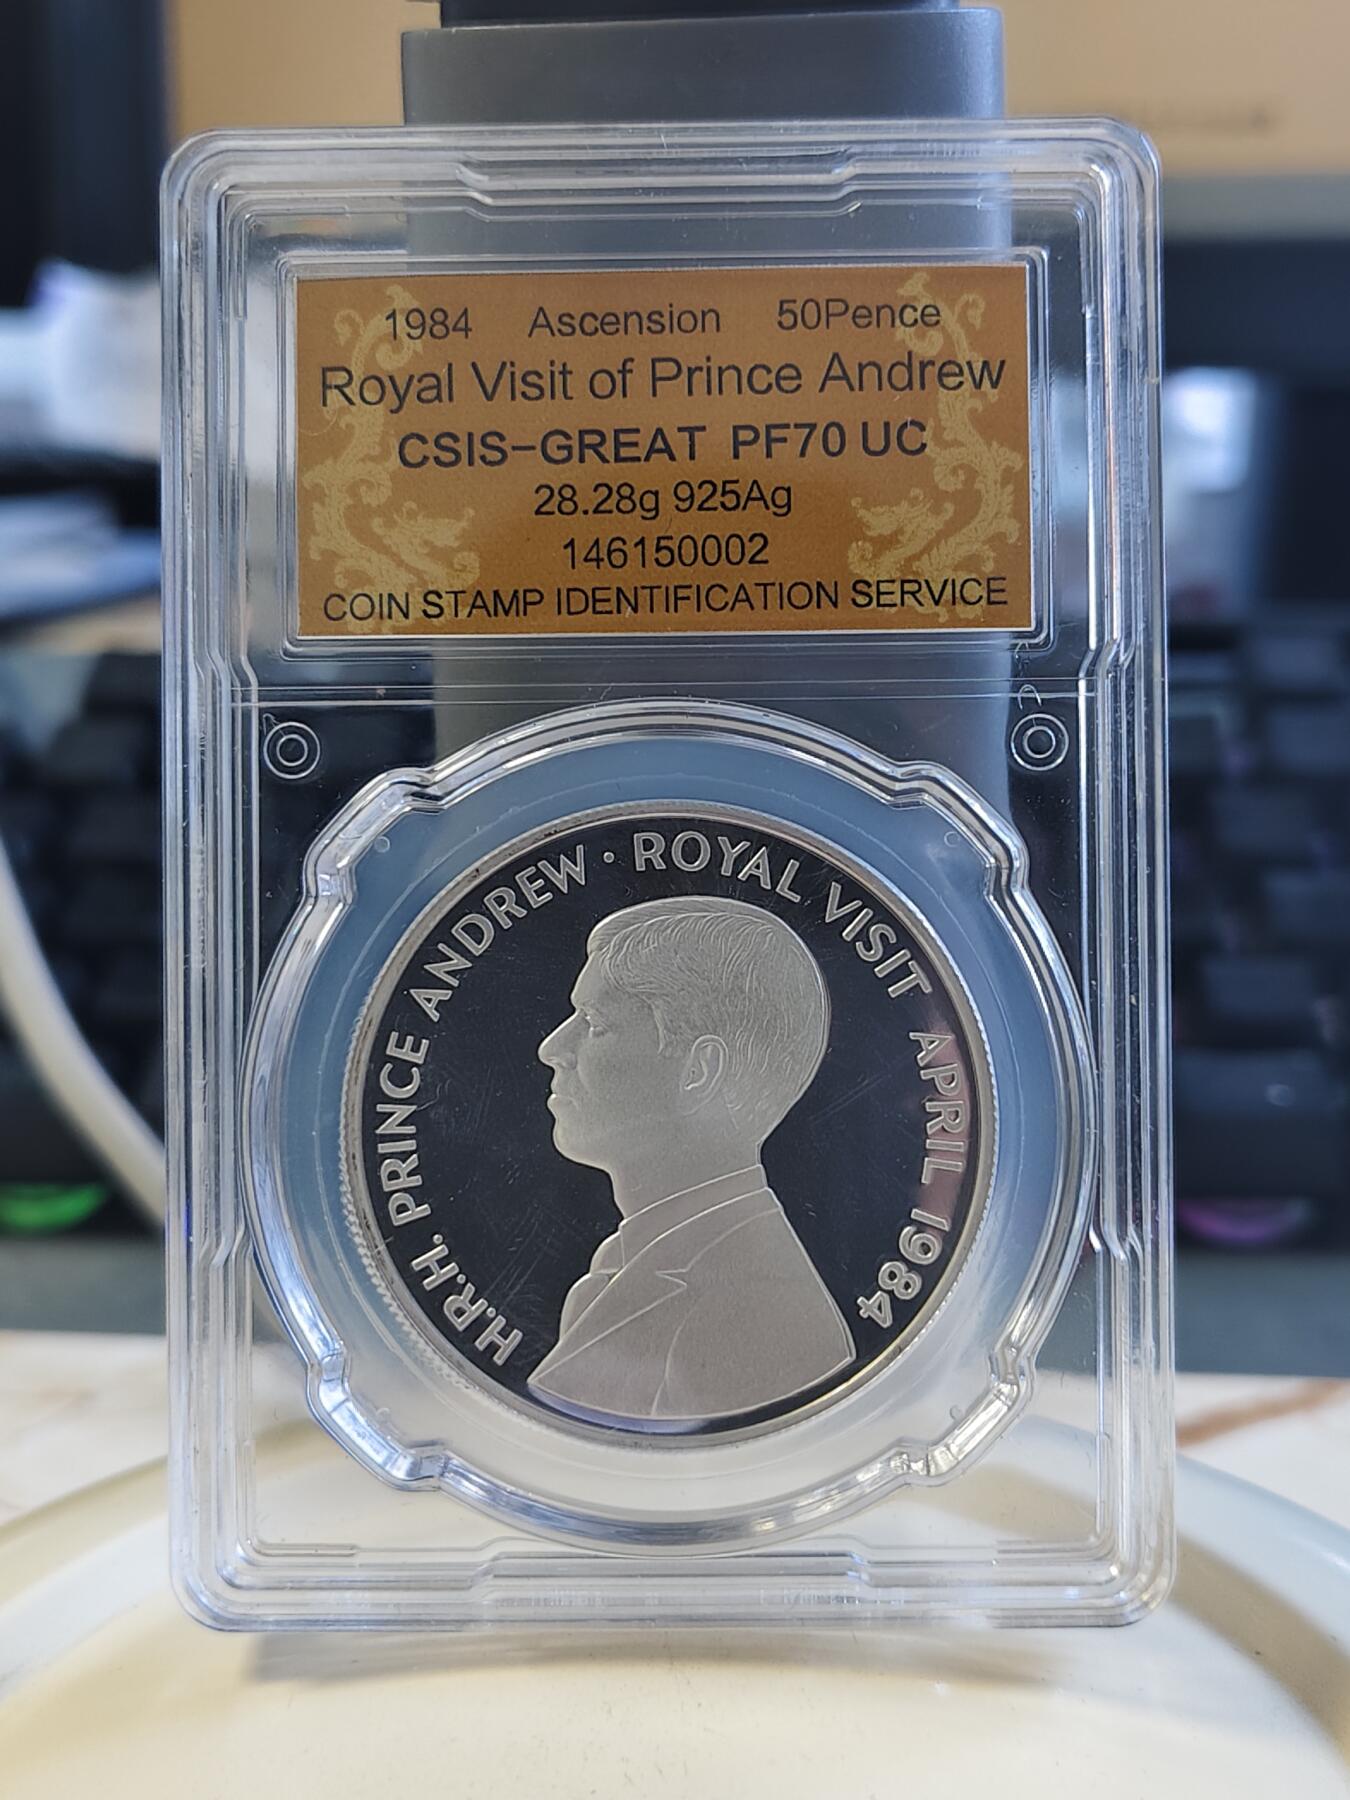 1984 Ascension 50Pence
Royal Visit of Prince Andrew
CSIS-GREAT PF70 UC
28.28g 925Ag
146150002
COIN STAMP IDENTIFICATION SERVICE
H.R.H. PRINCE ANDREW · ROYAL VISIT APRIL 1984